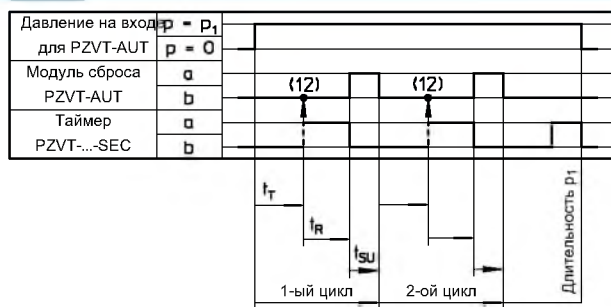 Давление на входе p = p1
для PZVT-AUT p = 0
Модуль сброса a
PZVT-AUT b
(12) (12)
Таймер a
PZVT-...-SEC b
tT
tR
tSU
1-ый цикл 2-ой цикл
Длительность p1